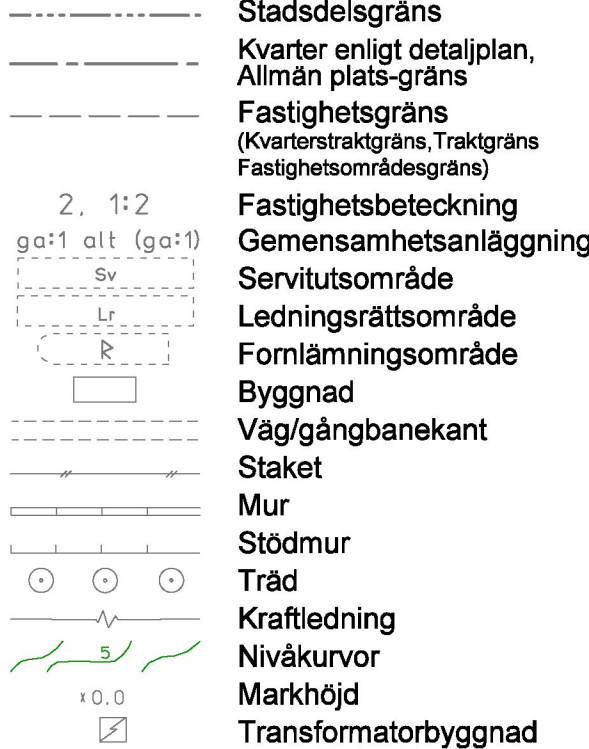 Stadsdelsgräns
Kvarter enligt detaljplan,
Allmän plats-gräns
Fastighetsgräns
(Kvarterstraktgräns,Traktgräns
Fastighetsområdesgräns)
2, 1:2 Fastighetsbeteckning
ga:1 alt (ga:1) Gemensamhetsanläggning
Sv Servitutsområde
Lr Ledningsrättsområde
R Fornlämningsområde
Byggnad
Väg/gångbanekant
Staket
Mur
Stödmur
Träd
Kraftledning
5 Nivåkurvor
x0.0 Markhöjd
Transformatorbyggnad